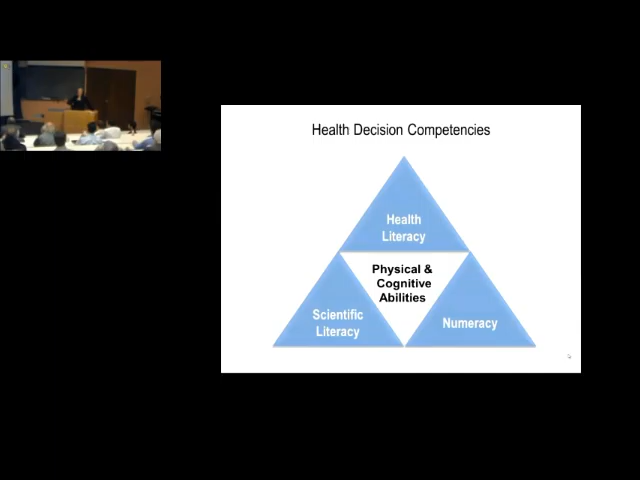 Health Decision Competencies
Health
Literacy
Physical &
Cognitive
Abilities
Scientific
Literacy
Numeracy